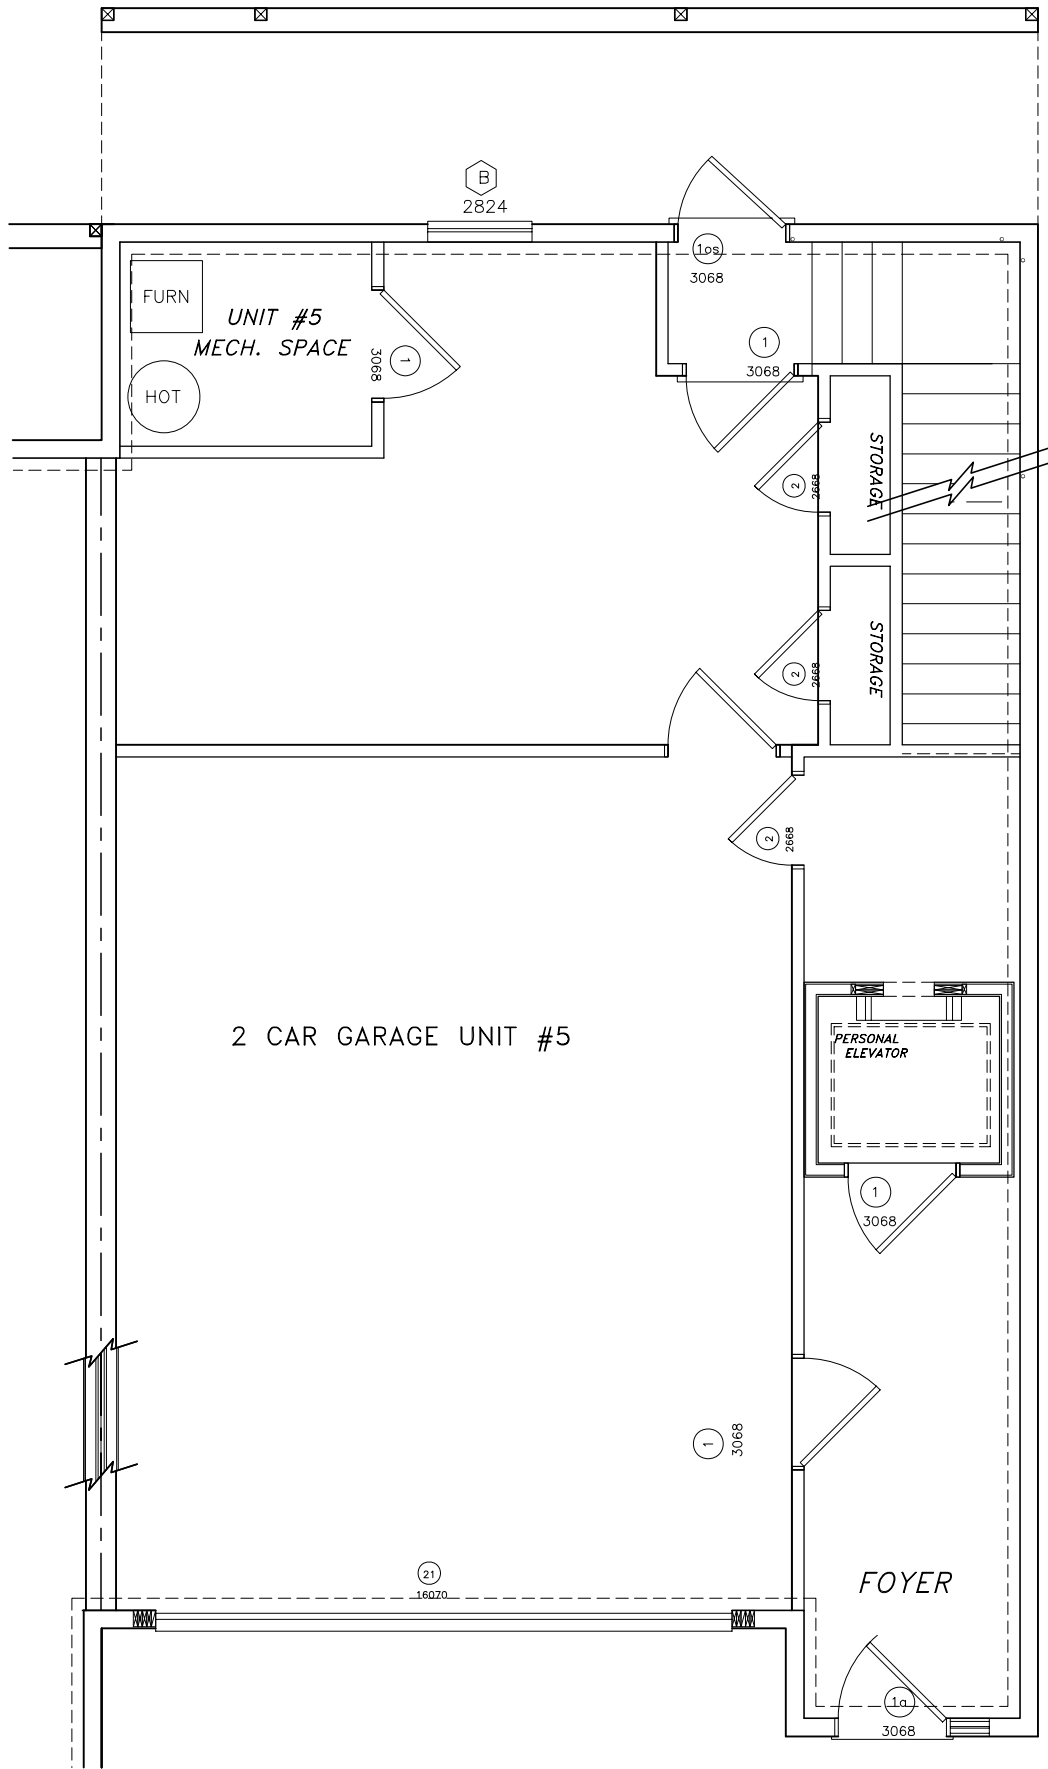 B
2824
1os
3068
FURN
UNIT #5
MECH. SPACE
1
3068
1
3068
HOT
STORAGE
2
2668
STORAGE
2
2668
2
2668
2 CAR GARAGE UNIT #5
PERSONAL
ELEVATOR
1
3068
1
3068
21
16070
FOYER
1a
3068